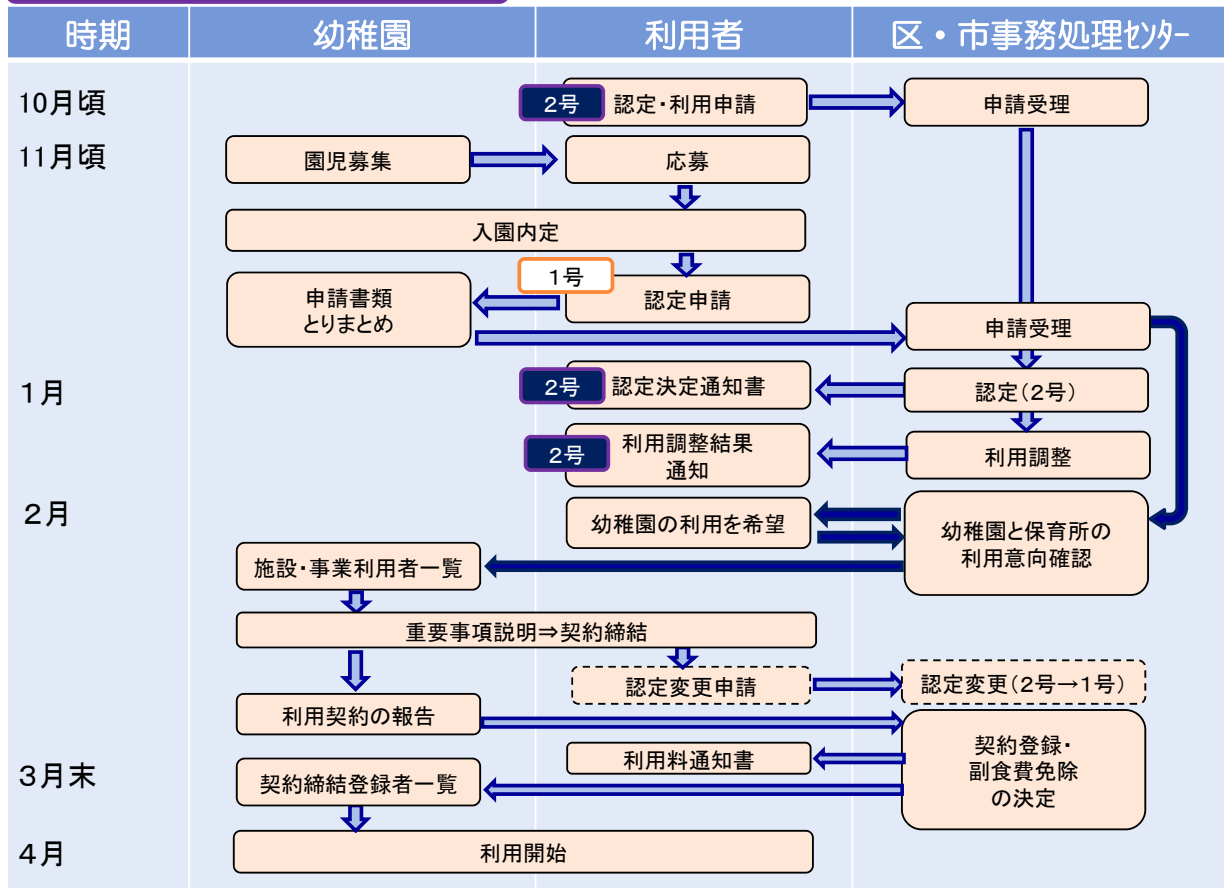 時期
幼稚園
利用者
区・市事務処理ｾﾝﾀｰ
10月頃
2号
認定・利用申請
申請受理
11月頃
園児募集
応募
入園内定
1号
申請書類
とりまとめ
認定申請
申請受理
1月
2号
認定決定通知書
認定(2号)
2号
利用調整結果
通知
利用調整
2月
幼稚園の利用を希望
幼稚園と保育所の
利用意向確認
施設・事業利用者一覧
重要事項説明⇒契約締結
認定変更申請
認定変更(2号→1号)
利用契約の報告
契約登録・
副食費免除
の決定
利用料通知書
3月末
契約締結登録者一覧
4月
利用開始